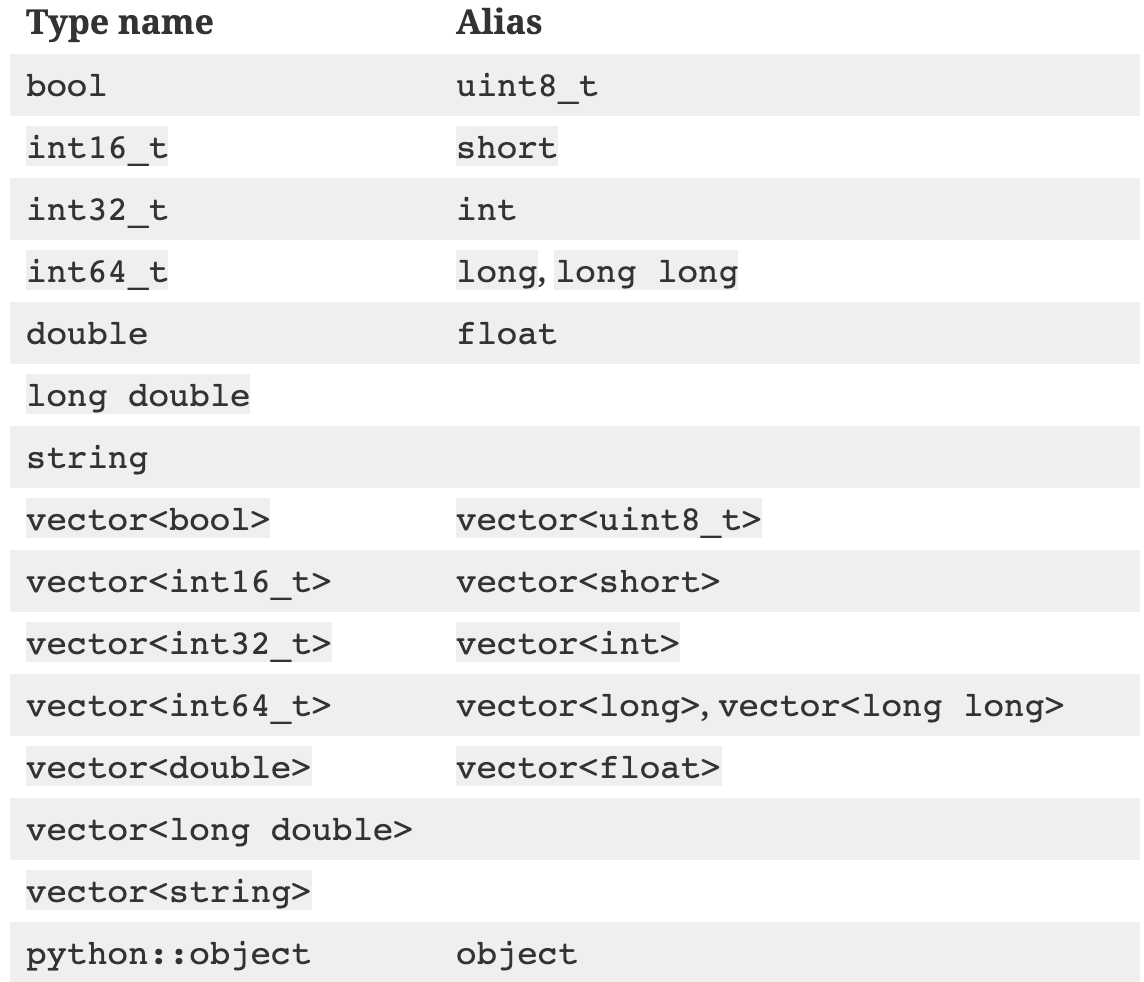 Type name Alias
bool uint8_t
int16_t short
int32_t int
int64_t long, long long
double float
long double
string
vector<bool> vector<uint8_t>
vector<int16_t> vector<short>
vector<int32_t> vector<int>
vector<int64_t> vector<long>, vector<long long>
vector<double> vector<float>
vector<long double>
vector<string>
python::object object